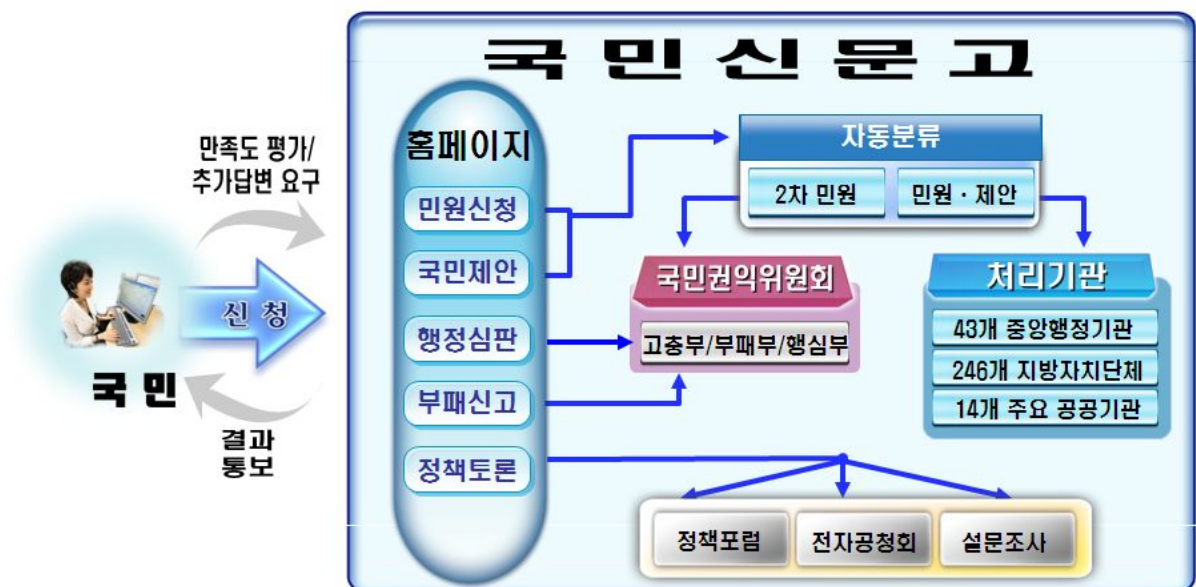 국민신문고
만족도 평가/
추가답변 요구
신청
국민
결과
통보
홈페이지
민원신청
국민제안
행정심판
부패신고
정책토론
자동분류
2차 민원
민원·제안
국민권익위원회
고충부/부패부/행심부
처리기관
43개 중앙행정기관
246개 지방자치단체
14개 주요 공공기관
정책포럼
전자공청회
설문조사